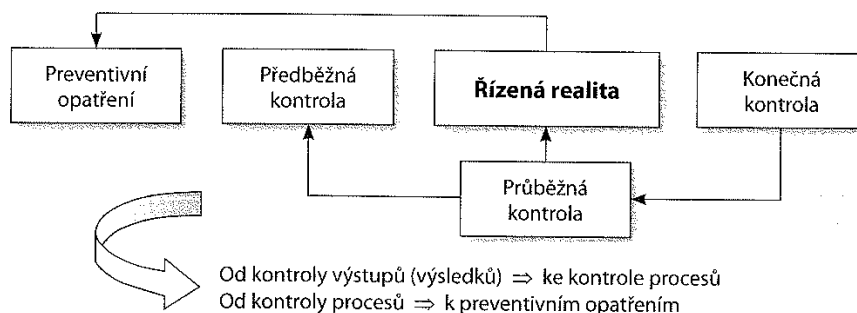 Preventivní
opatření
Předběžná
kontrola
Řízená realita
Konečná
kontrola
Průběžná
kontrola
Od kontroly výstupů (výsledků) ⇒ ke kontrole procesů
Od kontroly procesů ⇒ k preventivním opatřením